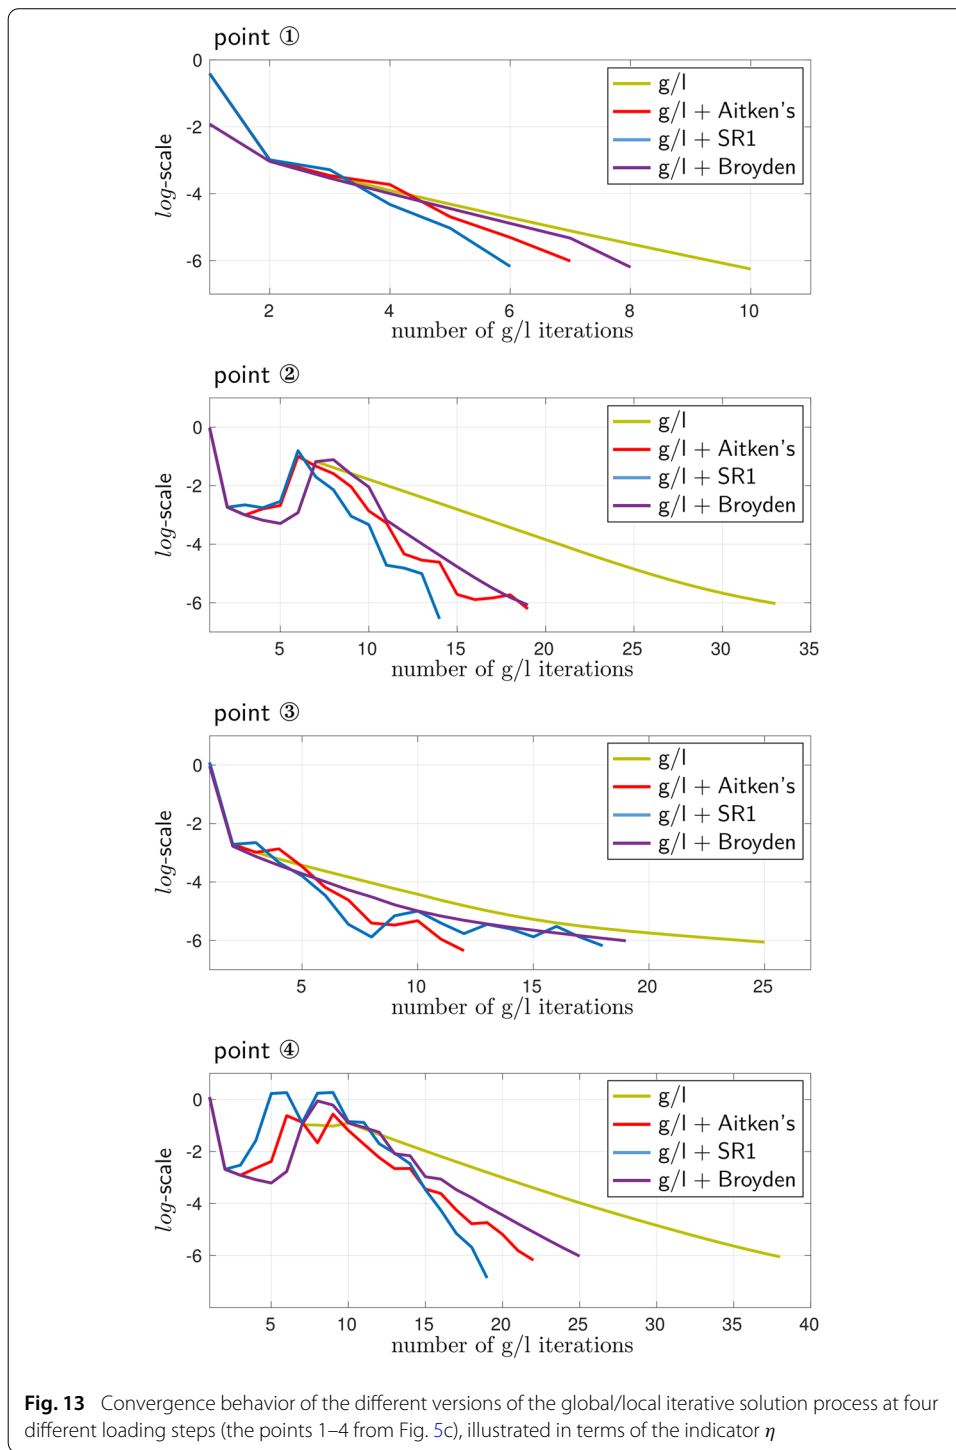 point ①
0
-2
-4
-6
log-scale
g/l
g/l + Aitken's
g/l + SR1
g/l + Broyden
2
4
6
8
10
number of g/l iterations
point ②
0
-2
-4
-6
log-scale
g/l
g/l + Aitken's
g/l + SR1
g/l + Broyden
5
10
15
20
25
30
35
number of g/l iterations
point ③
0
-2
-4
-6
log-scale
g/l
g/l + Aitken's
g/l + SR1
g/l + Broyden
5
10
15
20
25
number of g/l iterations
point ④
0
-2
-4
-6
log-scale
g/l
g/l + Aitken's
g/l + SR1
g/l + Broyden
5
10
15
20
25
30
35
40
number of g/l iterations
Fig. 13 Convergence behavior of the different versions of the global/local iterative solution process at four
different loading steps (the points 1–4 from Fig. 5c), illustrated in terms of the indicator η